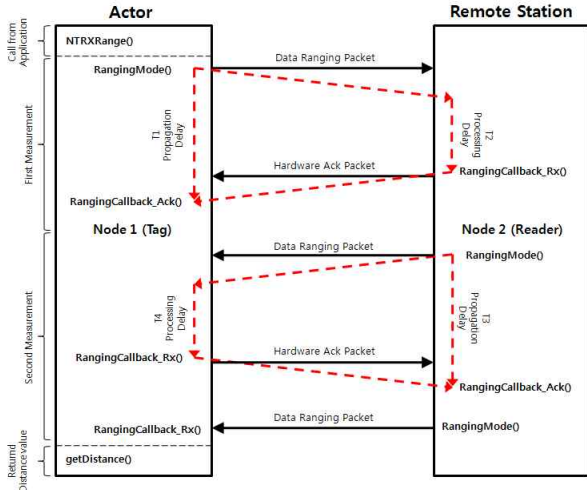 Actor
Remote Station
Call from
Application
NTRXRange()
RangingMode()
Data Ranging Packet
First Measurement
T1
Propagation
Delay
T2
Processing
Delay
Hardware Ack Packet
RangingCallback_Rx()
RangingCallback_Ack()
Node 1 (Tag)
Node 2 (Reader)
Data Ranging Packet
RangingMode()
Second Measurement
T4
Processing
Delay
T3
Propagation
Delay
RangingCallback_Rx()
Hardware Ack Packet
RangingCallback_Ack()
Data Ranging Packet
RangingCallback_Rx()
RangingMode()
Returnd
Distance value
getDistance()